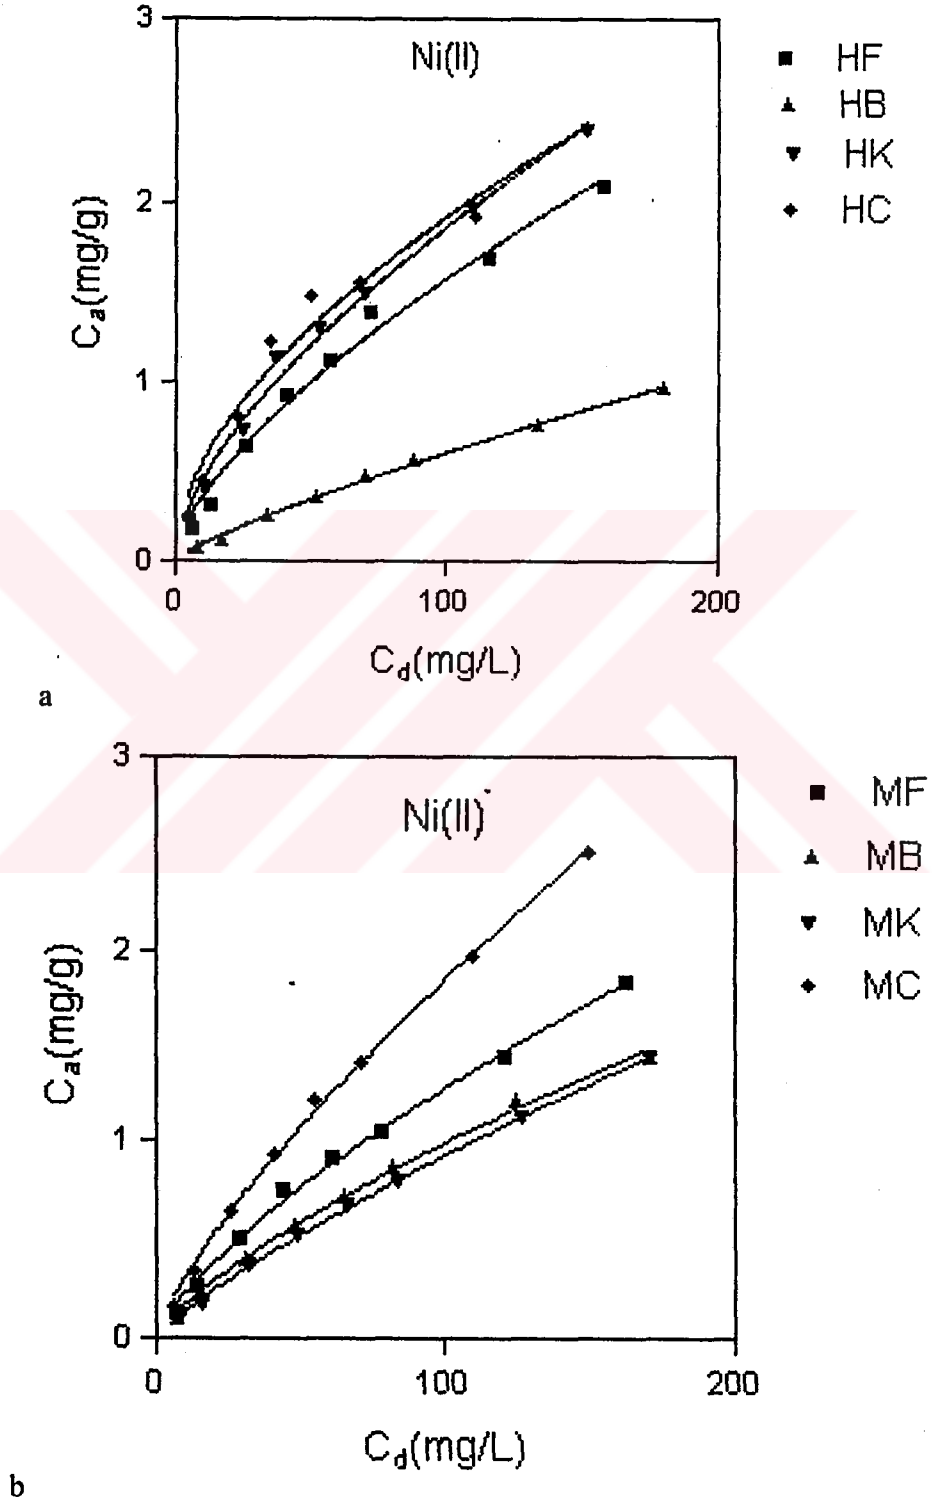 3
Ni(II)
HF
HB
HK
HC
2
Ca(mg/g)
1
0
0 100 200
Cd(mg/L)
a
3
Ni(II)
MF
MB
MK
MC
2
Ca(mg/g)
1
0
0 100 200
Cd(mg/L)
b